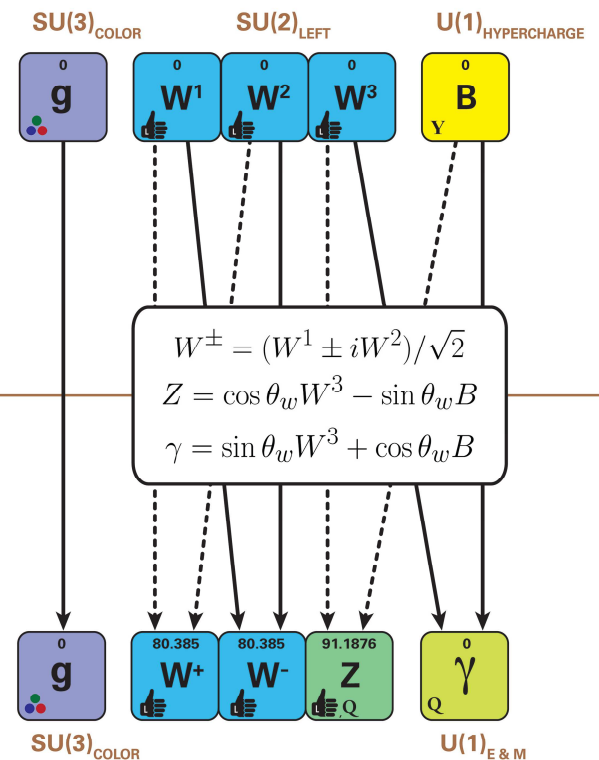 SU(3)COLOR SU(2)LEFT U(1)HYPERCHARGE
0 0 0 0 0
g W¹ W² W³ B
Y
W± = (W¹ ± iW²)/√2
Z = cos θw W³ − sin θw B
γ = sin θw W³ + cos θw B
0 80.385 80.385 91.1876 0
g W⁺ W⁻ Z γ
Q Q
SU(3)COLOR U(1)E & M